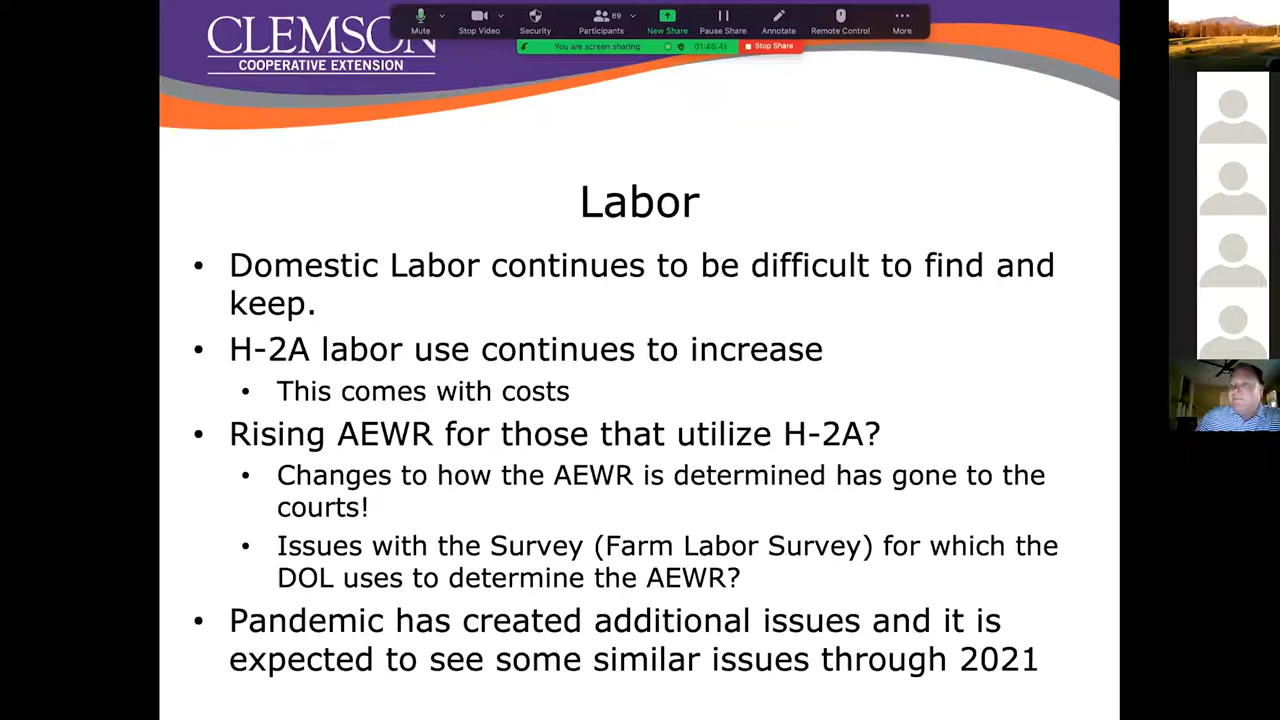 CLEMSON
COOPERATIVE EXTENSION
Mute
Stop Video
Security
69
Participants
New Share
Pause Share
Annotate
Remote Control
More
You are screen sharing
Stop Share
Labor
• Domestic Labor continues to be difficult to find and
keep.
• H-2A labor use continues to increase
• This comes with costs
• Rising AEWR for those that utilize H-2A?
• Changes to how the AEWR is determined has gone to the
courts!
• Issues with the Survey (Farm Labor Survey) for which the
DOL uses to determine the AEWR?
• Pandemic has created additional issues and it is
expected to see some similar issues through 2021